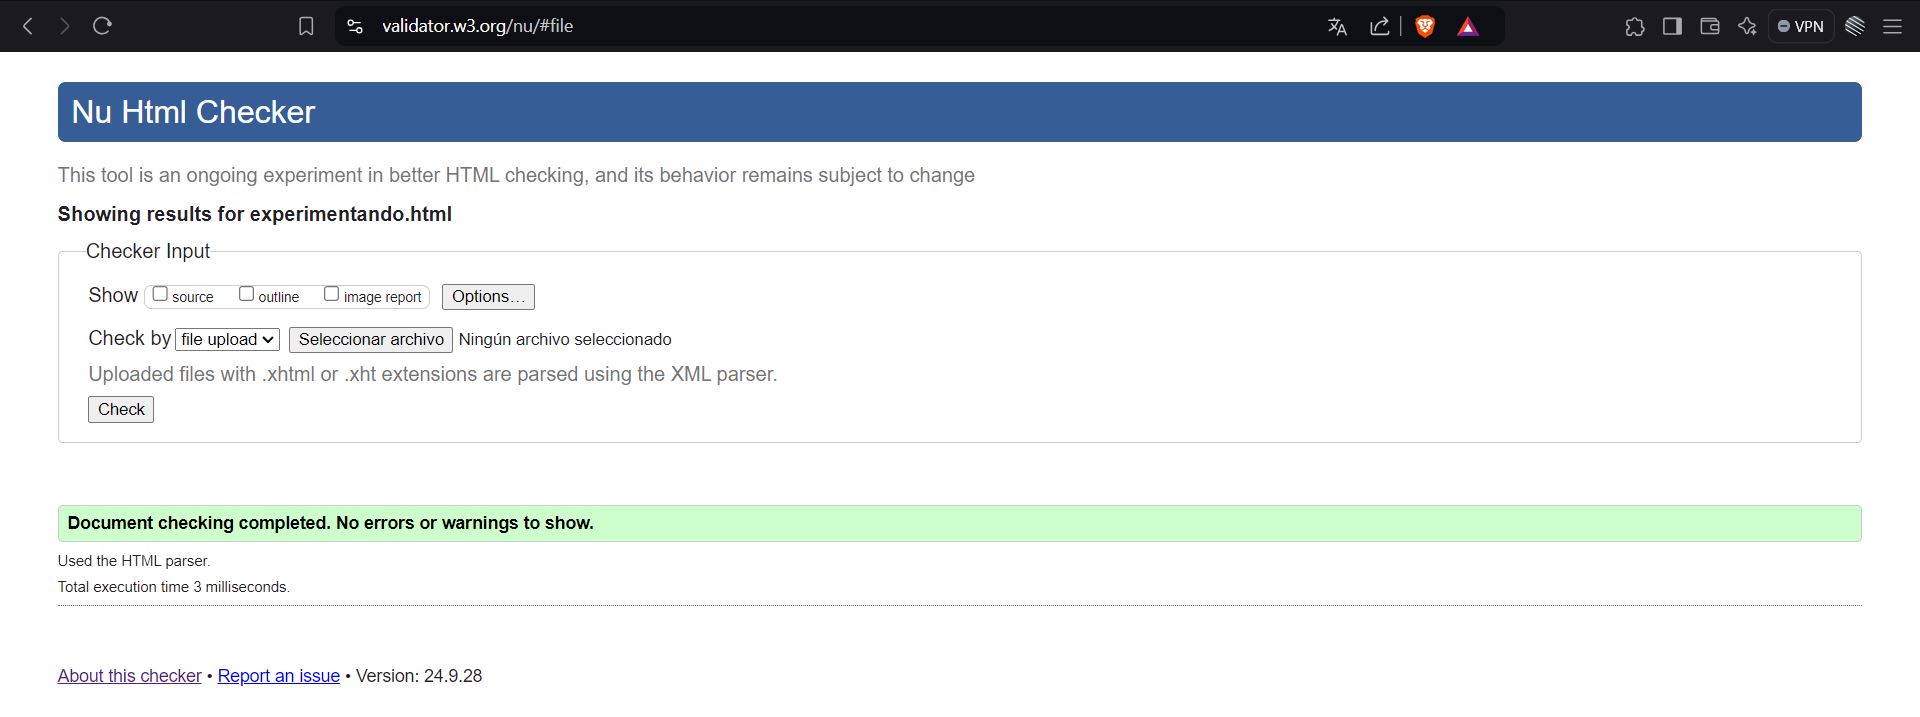 validator.w3.org/nu/#file
VPN
Nu Html Checker
This tool is an ongoing experiment in better HTML checking, and its behavior remains subject to change
Showing results for experimentando.html
Checker Input
Show source outline image report Options...
Check by file upload Seleccionar archivo Ningún archivo seleccionado
Uploaded files with .xhtml or .xht extensions are parsed using the XML parser.
Check
Document checking completed. No errors or warnings to show.
Used the HTML parser.
Total execution time 3 milliseconds.
About this checker • Report an issue • Version: 24.9.28